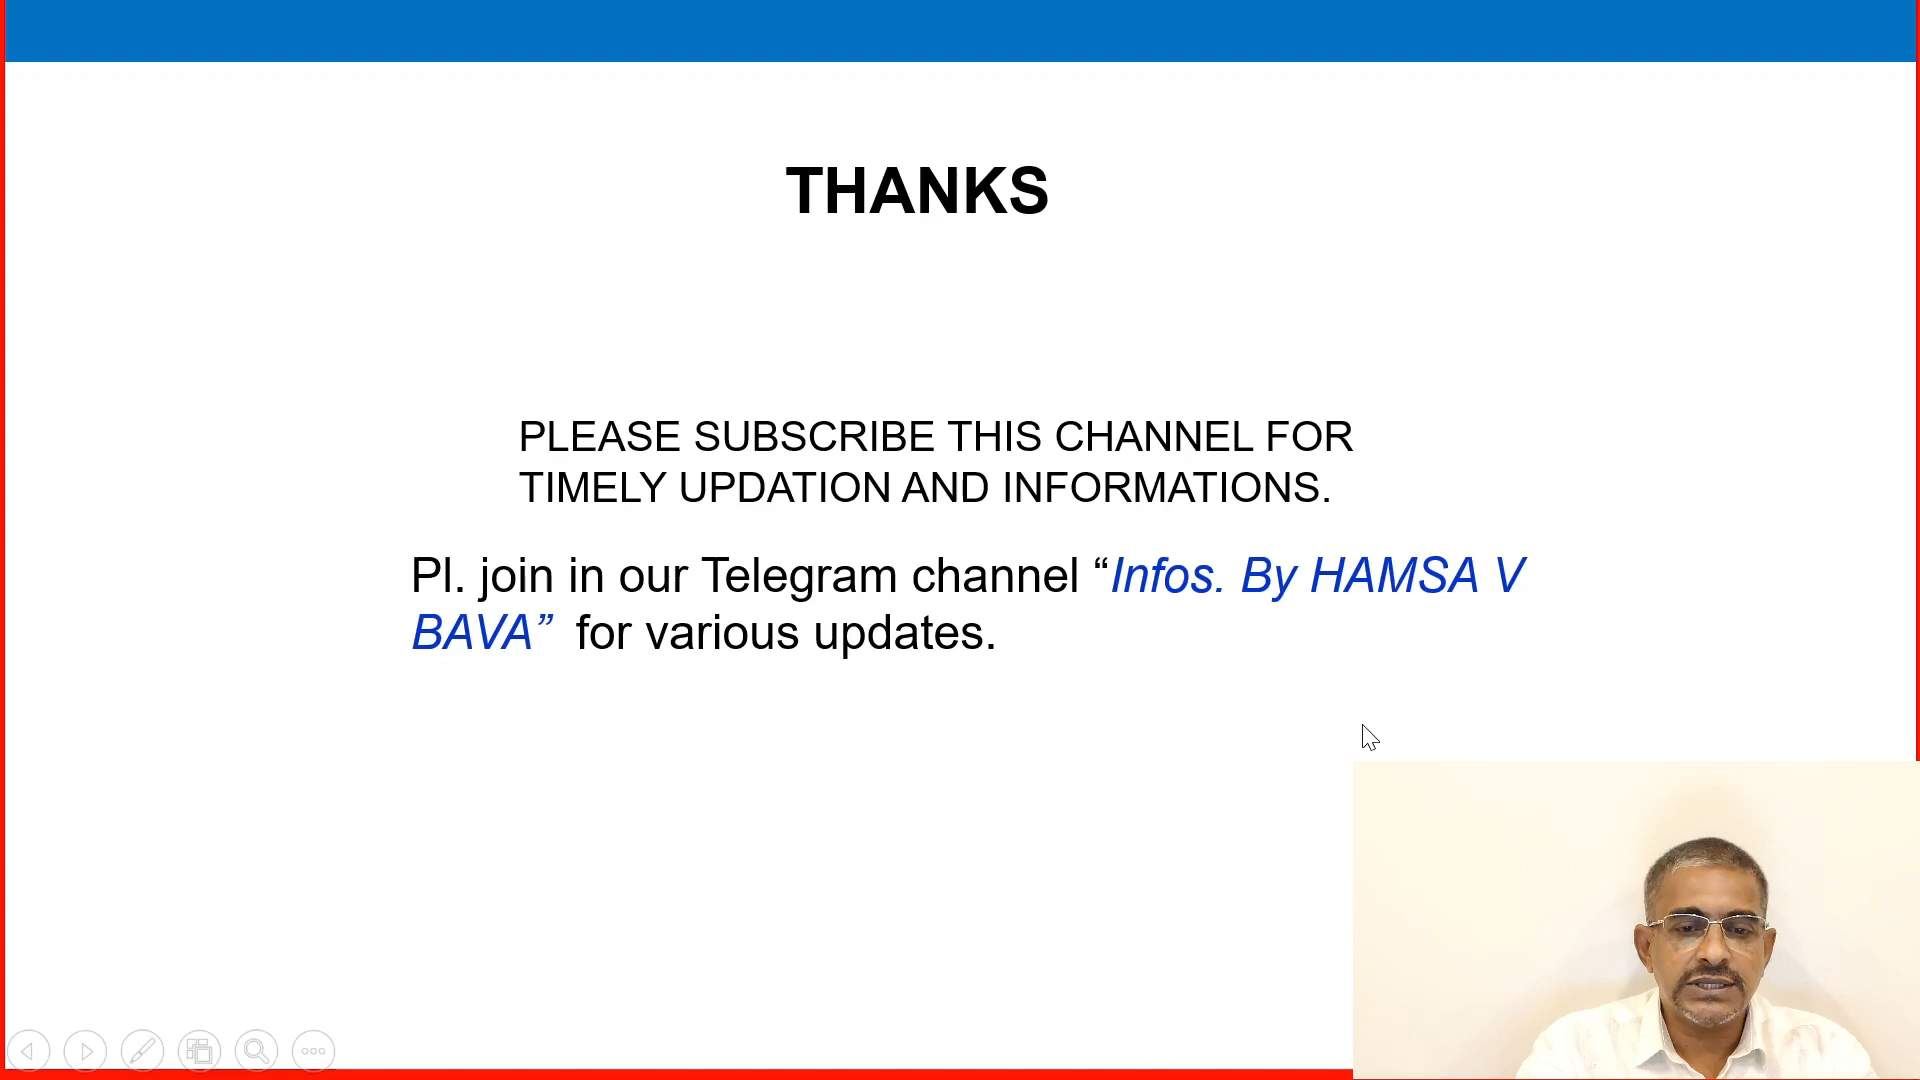 THANKS
PLEASE SUBSCRIBE THIS CHANNEL FOR
TIMELY UPDATION AND INFORMATIONS.
Pl. join in our Telegram channel “Infos. By HAMSA V
BAVA”  for various updates.